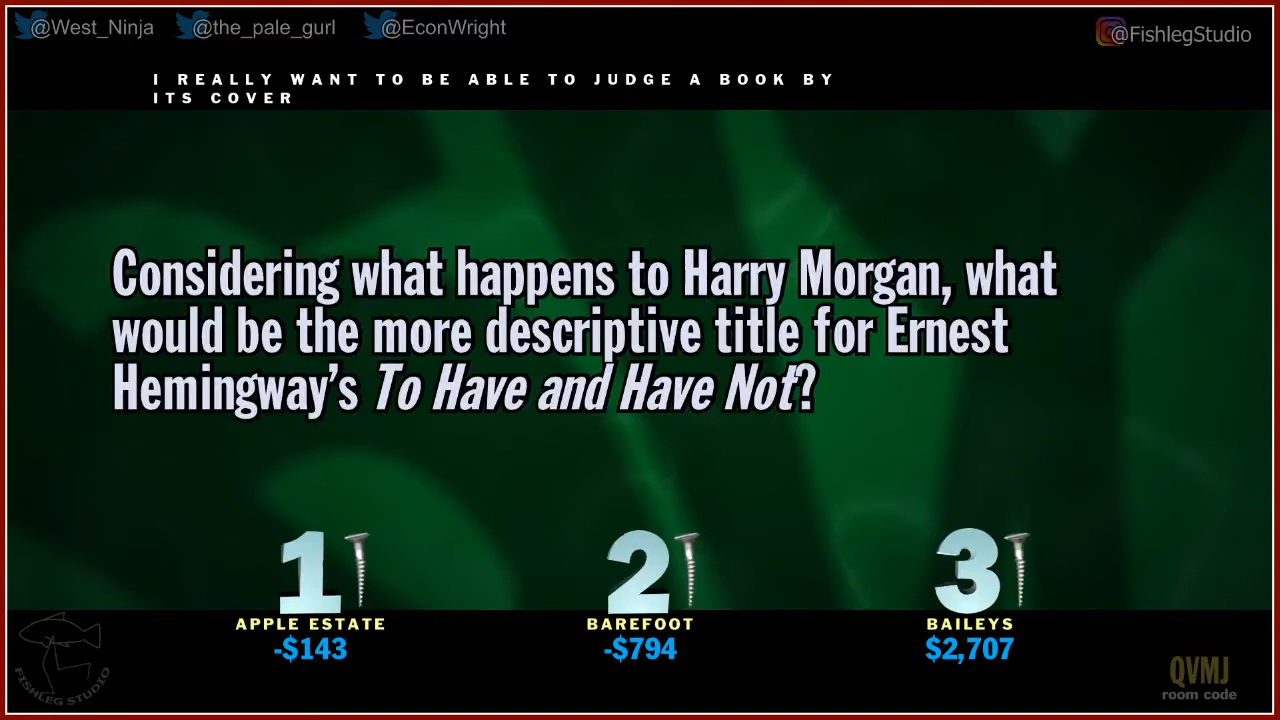 @West_Ninja @the_pale_gurl @EconWright @FishlegStudio
I REALLY WANT TO BE ABLE TO JUDGE A BOOK BY
ITS COVER
Considering what happens to Harry Morgan, what
would be the more descriptive title for Ernest
Hemingway's To Have and Have Not?
1 2 3
APPLE ESTATE BAREFOOT BAILEYS
-$143 -$794 $2,707
FISHLEG STUDIO
QVMJ
room code